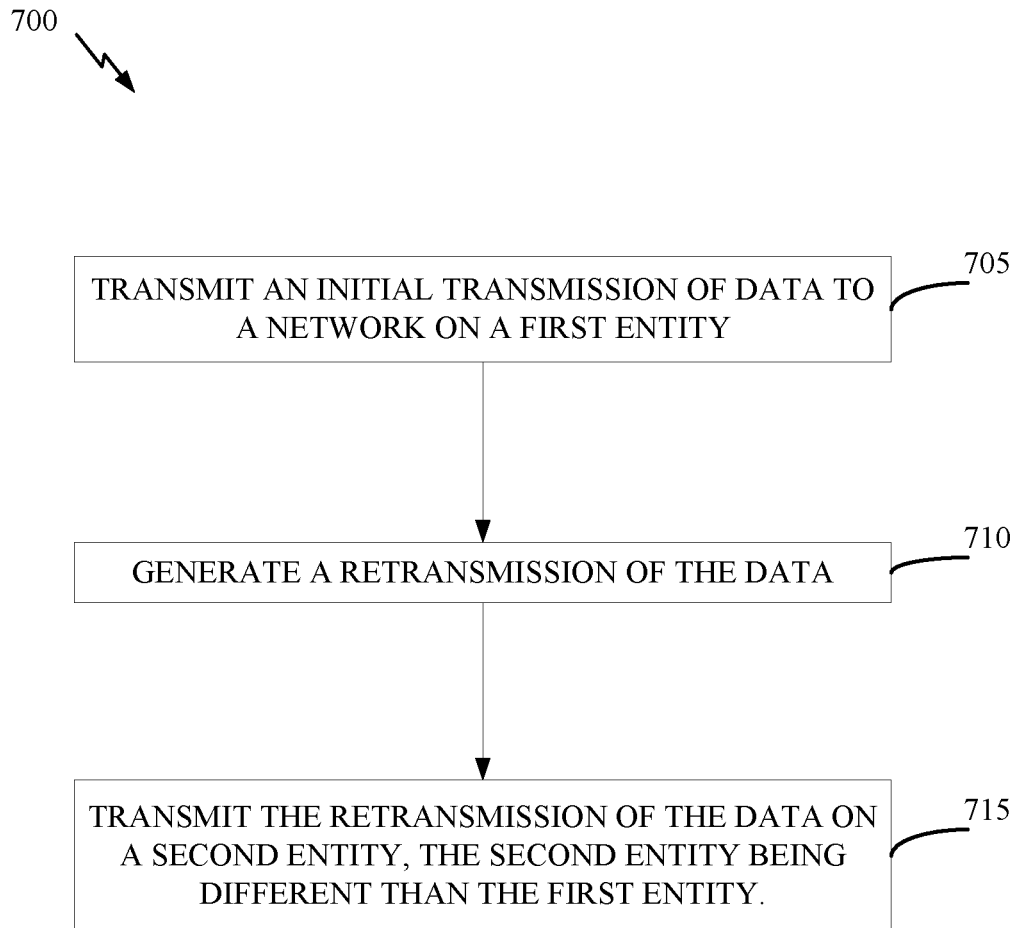 700
705
TRANSMIT AN INITIAL TRANSMISSION OF DATA TO
A NETWORK ON A FIRST ENTITY
710
GENERATE A RETRANSMISSION OF THE DATA
715
TRANSMIT THE RETRANSMISSION OF THE DATA ON
A SECOND ENTITY, THE SECOND ENTITY BEING
DIFFERENT THAN THE FIRST ENTITY.